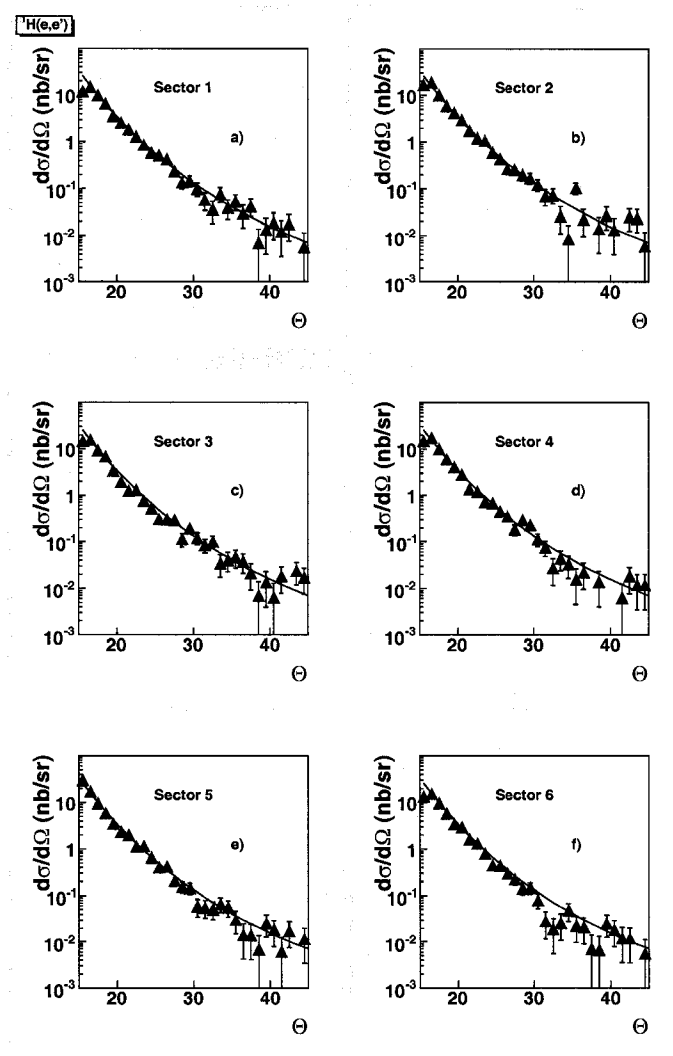 ¹H(e,e')
dσ/dΩ (nb/sr)
10
1
10⁻¹
10⁻²
10⁻³
Sector 1
a)
20 30 40
Θ
dσ/dΩ (nb/sr)
10
1
10⁻¹
10⁻²
10⁻³
Sector 2
b)
20 30 40
Θ
dσ/dΩ (nb/sr)
10
1
10⁻¹
10⁻²
10⁻³
Sector 3
c)
20 30 40
Θ
dσ/dΩ (nb/sr)
10
1
10⁻¹
10⁻²
10⁻³
Sector 4
d)
20 30 40
Θ
dσ/dΩ (nb/sr)
10
1
10⁻¹
10⁻²
10⁻³
Sector 5
e)
20 30 40
Θ
dσ/dΩ (nb/sr)
10
1
10⁻¹
10⁻²
10⁻³
Sector 6
f)
20 30 40
Θ